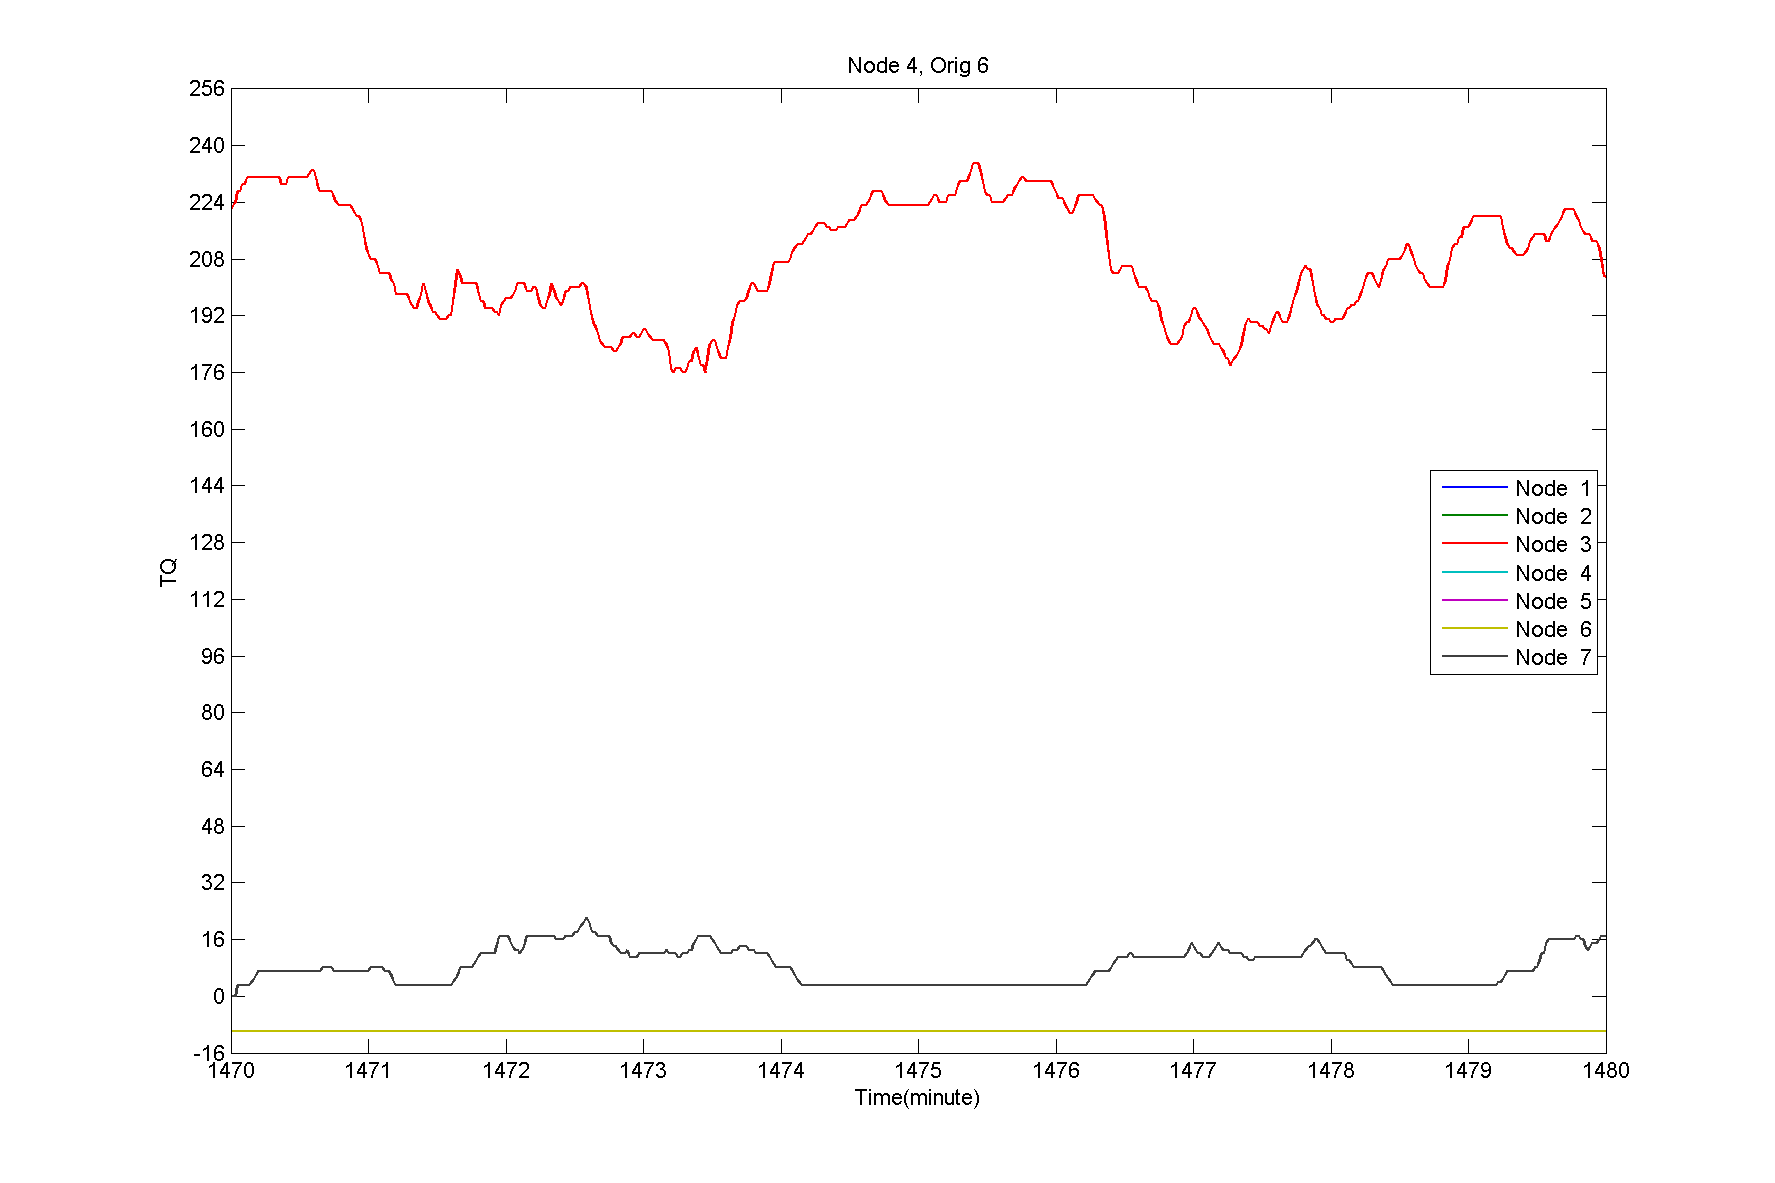 Node 4, Orig 6
256
240
224
208
192
176
160
144
128
112
96
80
64
48
32
16
0
-16
TQ
Node 1
Node 2
Node 3
Node 4
Node 5
Node 6
Node 7
1470 1471 1472 1473 1474 1475 1476 1477 1478 1479 1480
Time(minute)